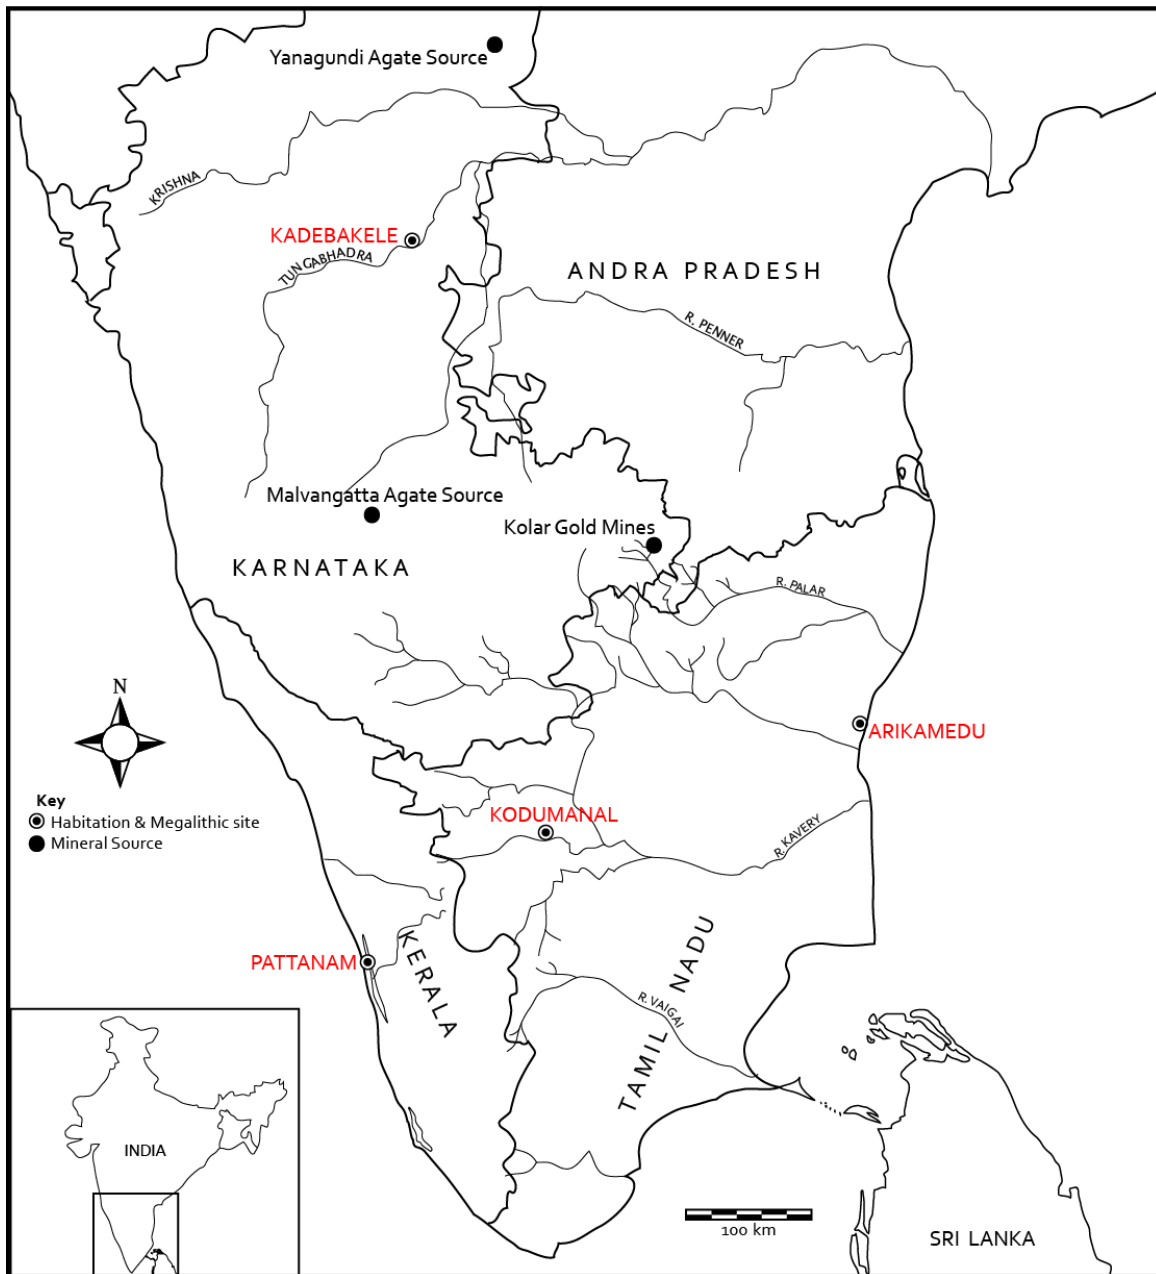 Yanagundi Agate Source
KRISHNA
KADEBAKELE
TUNGABHADRA
ANDRA PRADESH
R. PENNER
Malvangatta Agate Source
Kolar Gold Mines
KARNATAKA
R. PALAR
N
ARIKAMEDU
Key
Habitation & Megalithic site
Mineral Source
KODUMANAL
R. KAVERY
PATTANAM
KERALA
TAMIL NADU
R. VAIGAI
INDIA
100 km
SRI LANKA